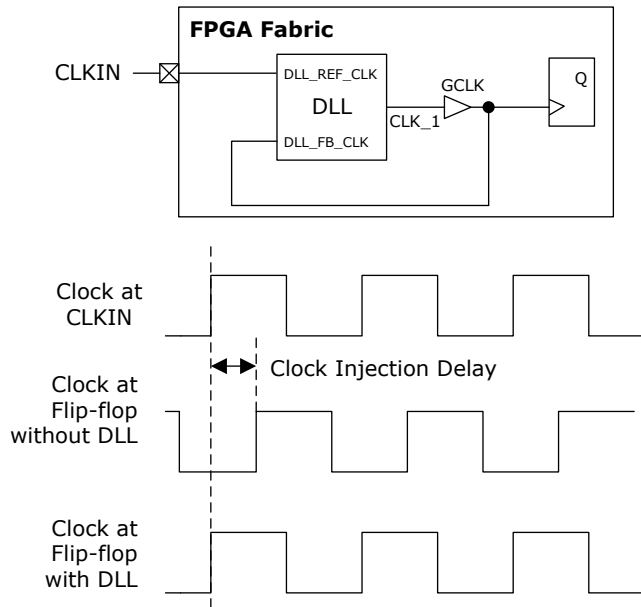 FPGA Fabric
CLKIN
DLL_REF_CLK
DLL
DLL_FB_CLK
CLK_1
GCLK
Q
Clock at
CLKIN
Clock Injection Delay
Clock at
Flip-flop
without DLL
Clock at
Flip-flop
with DLL